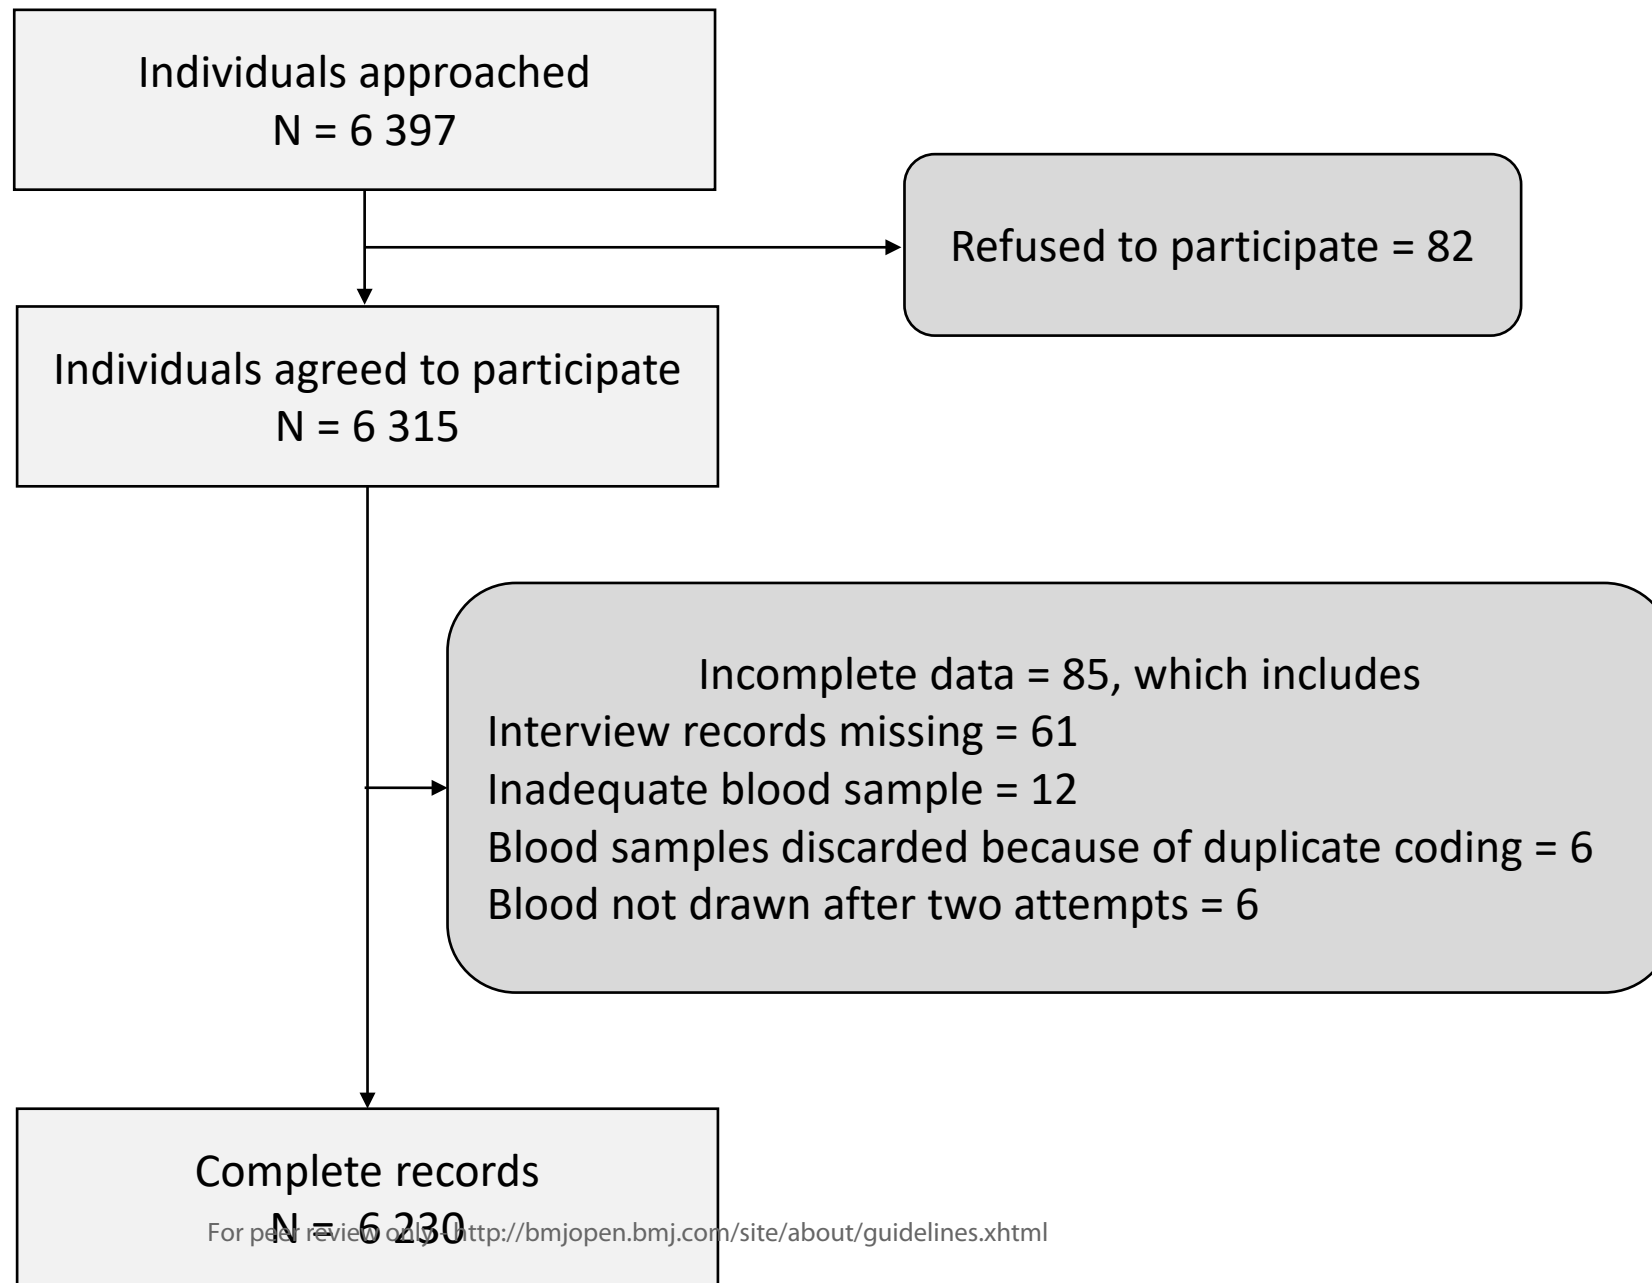 Individuals approached
N = 6 397
Refused to participate = 82
Individuals agreed to participate
N = 6 315
Incomplete data = 85, which includes
Interview records missing = 61
Inadequate blood sample = 12
Blood samples discarded because of duplicate coding = 6
Blood not drawn after two attempts = 6
Complete records
N = 6 230
For peer review only - http://bmjopen.bmj.com/site/about/guidelines.xhtml